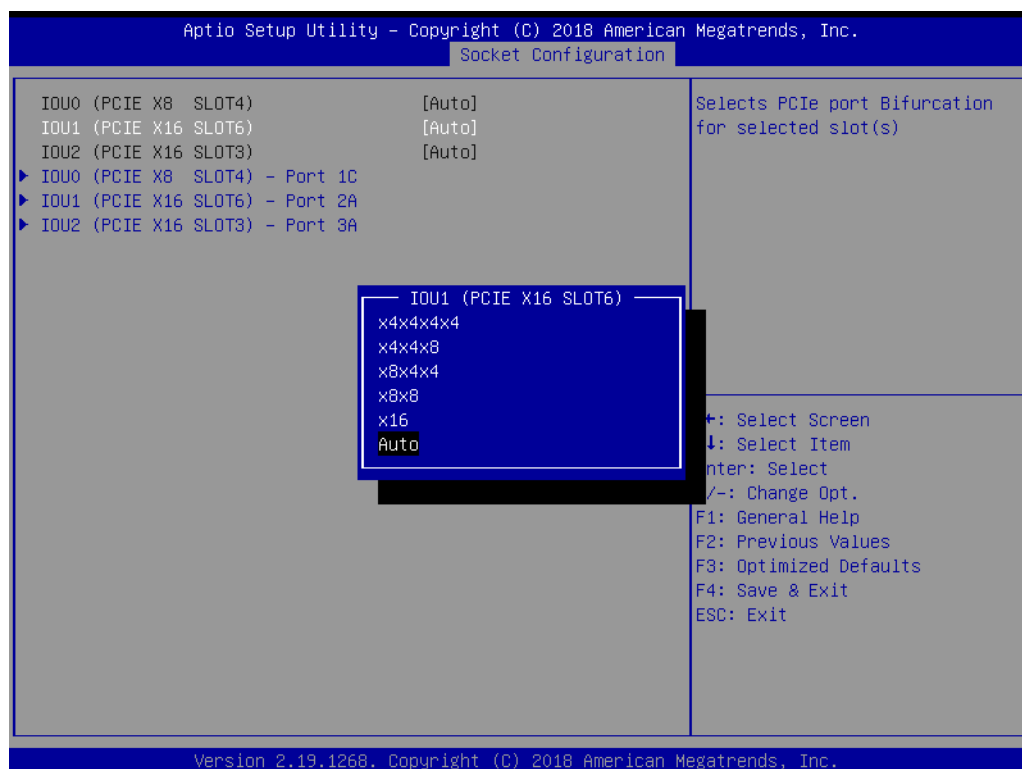 Aptio Setup Utility – Copyright (C) 2018 American Megatrends, Inc.
Socket Configuration
IOU0 (PCIE X8 SLOT4) [Auto]
IOU1 (PCIE X16 SLOT6) [Auto]
IOU2 (PCIE X16 SLOT3) [Auto]
IOU0 (PCIE X8 SLOT4) – Port 1C
IOU1 (PCIE X16 SLOT6) – Port 2A
IOU2 (PCIE X16 SLOT3) – Port 3A
Selects PCIe port Bifurcation
for selected slot(s)
IOU1 (PCIE X16 SLOT6)
x4x4x4x4
x4x4x8
x8x4x4
x8x8
x16
Auto
: Select Screen
: Select Item
nter: Select
/-: Change Opt.
F1: General Help
F2: Previous Values
F3: Optimized Defaults
F4: Save & Exit
ESC: Exit
Version 2.19.1268. Copyright (C) 2018 American Megatrends, Inc.